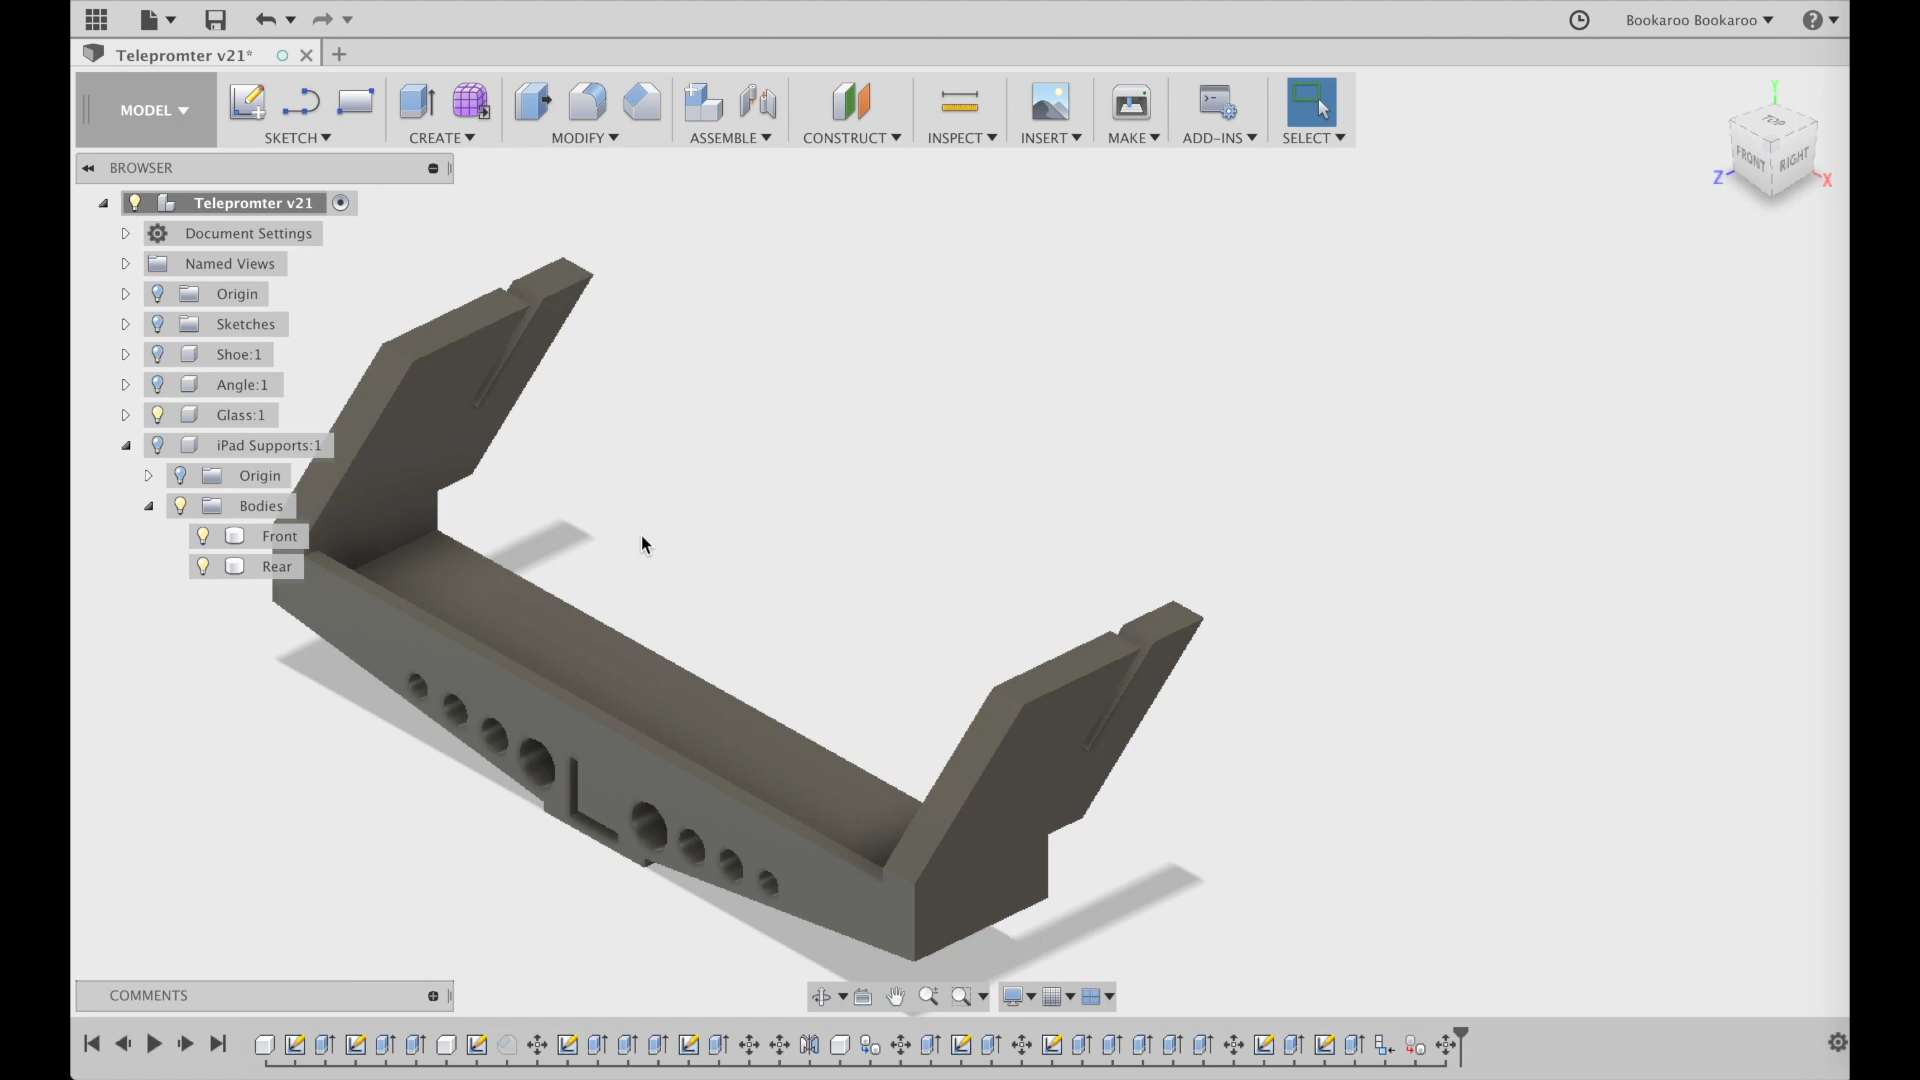 Bookaroo Bookaroo
Telepromter v21*
MODEL
SKETCH
CREATE
MODIFY
ASSEMBLE
CONSTRUCT
INSPECT
INSERT
MAKE
ADD-INS
SELECT
Y
TOP
FRONT
RIGHT
Z
X
BROWSER
Telepromter v21
Document Settings
Named Views
Origin
Sketches
Shoe:1
Angle:1
Glass:1
iPad Supports:1
Origin
Bodies
Front
Rear
COMMENTS